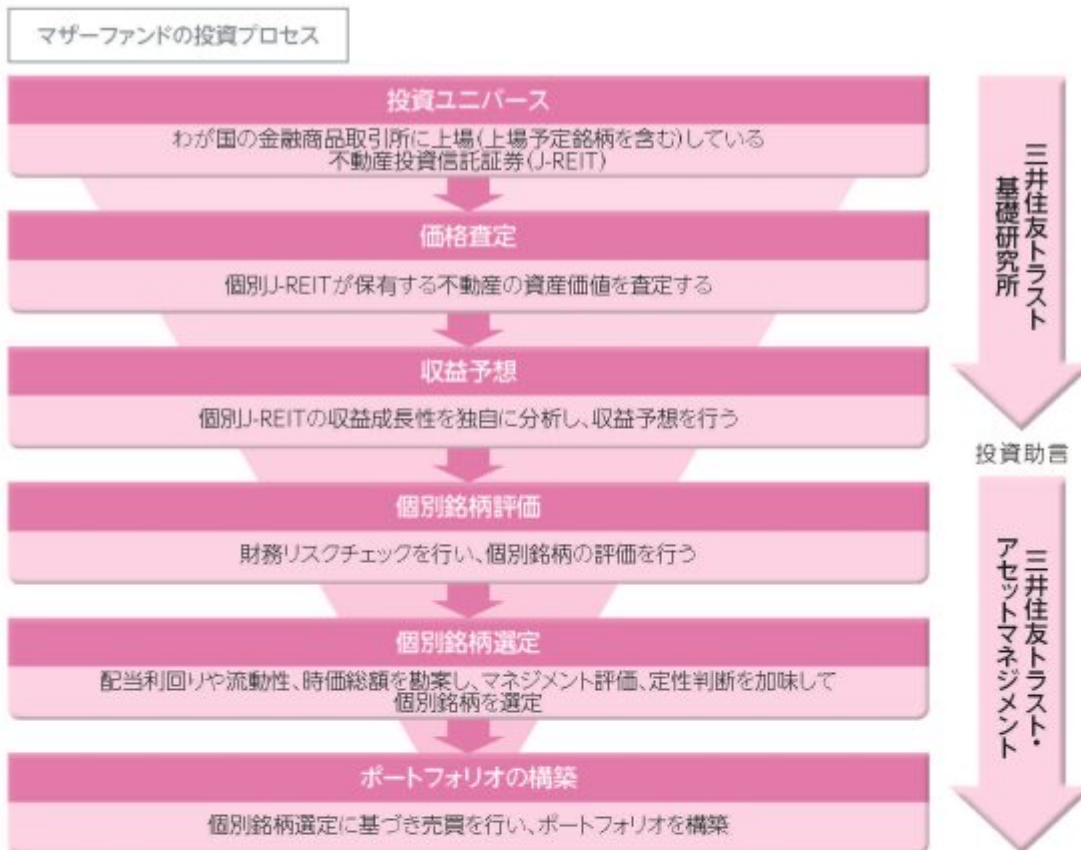 マザーファンドの投資プロセス
投資ユニバース
わが国の金融商品取引所に上場(上場予定銘柄を含む)している
不動産投資信託証券(J-REIT)
価格査定
個別J-REITが保有する不動産の資産価値を査定する
収益予想
個別J-REITの収益成長性を独自に分析し、収益予想を行う
個別銘柄評価
財務リスクチェックを行い、個別銘柄の評価を行う
個別銘柄選定
配当利回りや流動性、時価総額を勘案し、マネジメント評価、定性判断を加味して
個別銘柄を選定
ポートフォリオの構築
個別銘柄選定に基づき売買を行い、ポートフォリオを構築
三井住友トラスト
基礎研究所
投資助言
三井住友トラスト・
アセットマネジメント